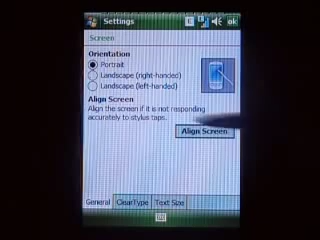 Settings
ok
Screen
Orientation
Portrait
Landscape (right-handed)
Landscape (left-handed)
Align Screen
Align the screen if it is not responding
accurately to stylus taps.
Align Screen
General
ClearType
Text Size